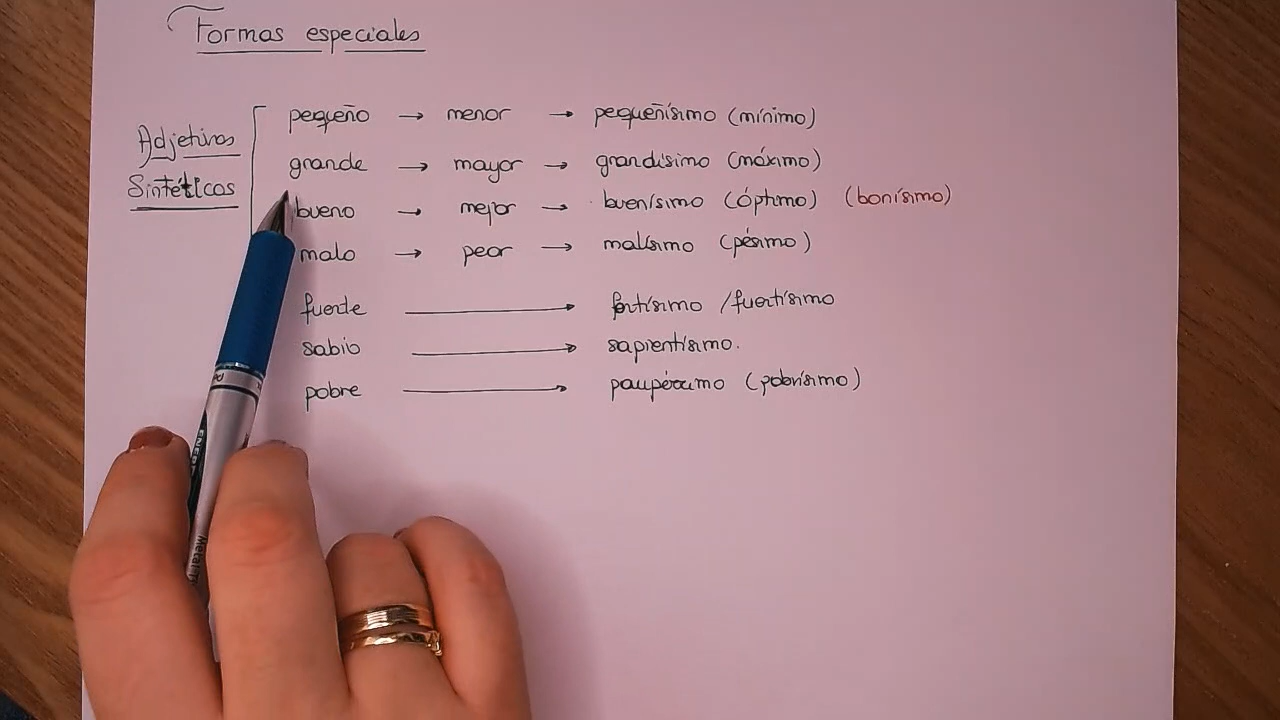 Formas especiales
Adjetivos
Sintéticos
pequeño → menor → pequeñísimo (mínimo)
grande → mayor → grandísimo (máximo)
bueno → mejor → buenísimo (óptimo) (bonísimo)
malo → peor → malísimo (pésimo)
fuerte → fortísimo / fuertísimo
sabio → sapientísimo.
pobre → paupérrimo (pobrísimo)